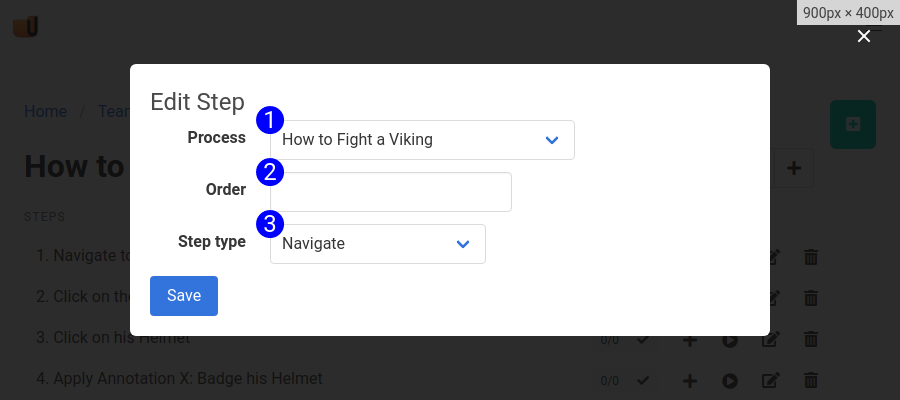 900px × 400px
Home / Tean
How to
STEPS
Edit Step
1
Process
How to Fight a Viking
2
Order
3
Step type
Navigate
Save
1. Navigate to
2. Click on the
3. Click on his Helmet
0/0
4. Apply Annotation X: Badge his Helmet
0/0